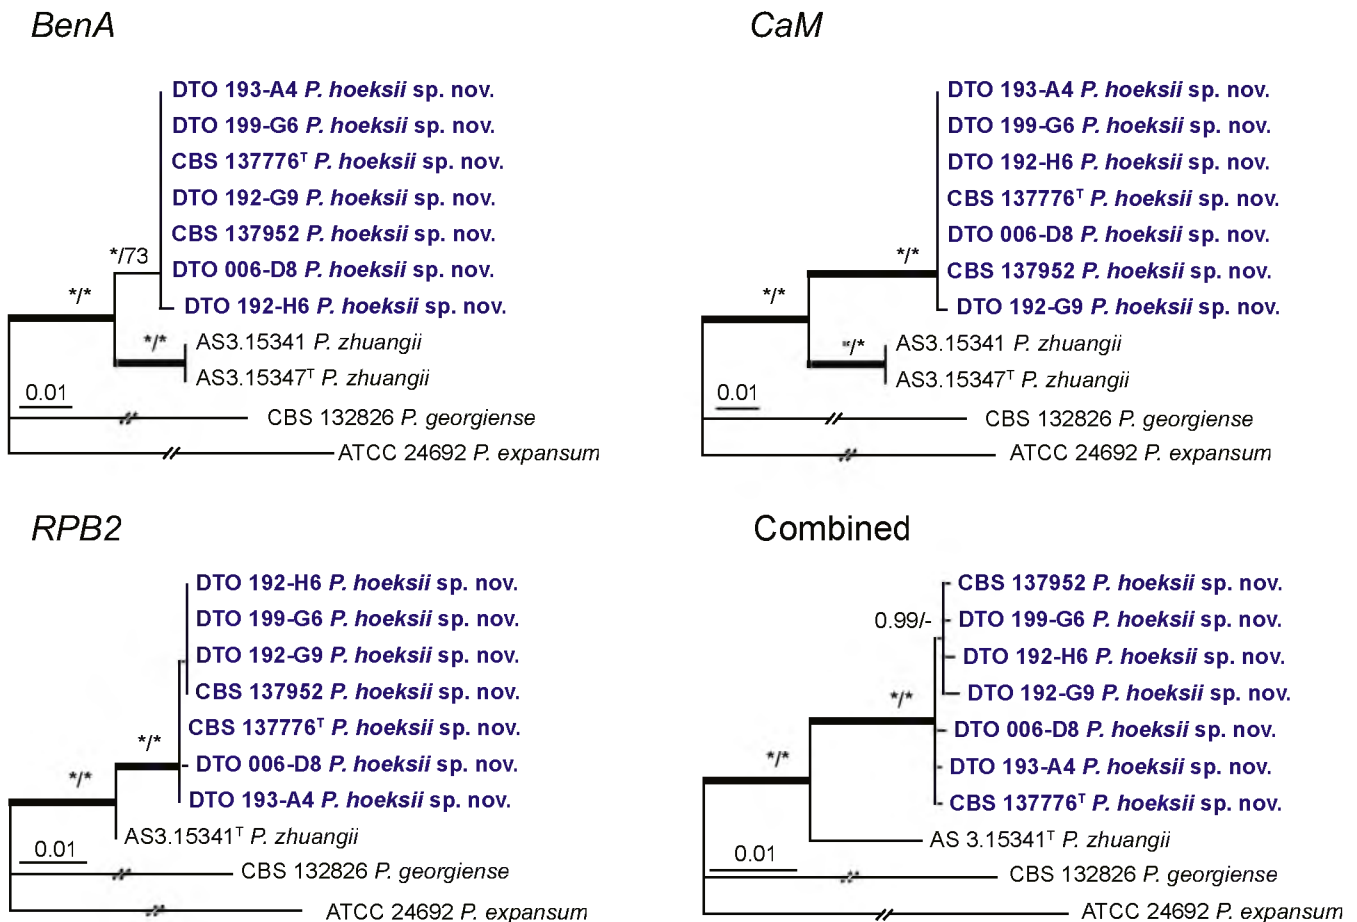 BenA
DTO 193-A4 P. hoeksii sp. nov.
DTO 199-G6 P. hoeksii sp. nov.
CBS 137776ᵀ P. hoeksii sp. nov.
DTO 192-G9 P. hoeksii sp. nov.
CBS 137952 P. hoeksii sp. nov.
*/73
DTO 006-D8 P. hoeksii sp. nov.
*/*
DTO 192-H6 P. hoeksii sp. nov.
*/*
AS3.15341 P. zhuangii
AS3.15347ᵀ P. zhuangii
0.01
CBS 132826 P. georgiense
ATCC 24692 P. expansum
CaM
DTO 193-A4 P. hoeksii sp. nov.
DTO 199-G6 P. hoeksii sp. nov.
DTO 192-H6 P. hoeksii sp. nov.
CBS 137776ᵀ P. hoeksii sp. nov.
DTO 006-D8 P. hoeksii sp. nov.
*/*
CBS 137952 P. hoeksii sp. nov.
*/*
DTO 192-G9 P. hoeksii sp. nov.
*/*
AS3.15341 P. zhuangii
AS3.15347ᵀ P. zhuangii
0.01
CBS 132826 P. georgiense
ATCC 24692 P. expansum
RPB2
DTO 192-H6 P. hoeksii sp. nov.
DTO 199-G6 P. hoeksii sp. nov.
DTO 192-G9 P. hoeksii sp. nov.
CBS 137952 P. hoeksii sp. nov.
CBS 137776ᵀ P. hoeksii sp. nov.
*/*
DTO 006-D8 P. hoeksii sp. nov.
*/*
DTO 193-A4 P. hoeksii sp. nov.
AS3.15341ᵀ P. zhuangii
0.01
CBS 132826 P. georgiense
ATCC 24692 P. expansum
Combined
CBS 137952 P. hoeksii sp. nov.
0.99/-
DTO 199-G6 P. hoeksii sp. nov.
DTO 192-H6 P. hoeksii sp. nov.
*/*
DTO 192-G9 P. hoeksii sp. nov.
DTO 006-D8 P. hoeksii sp. nov.
*/*
DTO 193-A4 P. hoeksii sp. nov.
CBS 137776ᵀ P. hoeksii sp. nov.
AS 3.15341ᵀ P. zhuangii
0.01
CBS 132826 P. georgiense
ATCC 24692 P. expansum